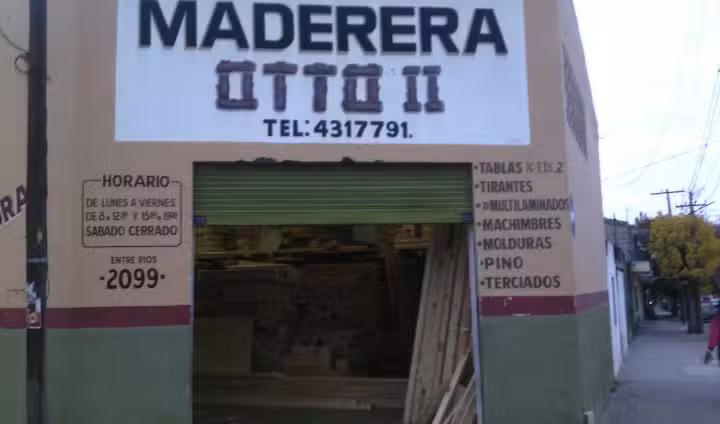 MADERERA
OTTO II
TEL: 4317791.
HORARIO
DE LUNES A VIERNES
SABADO CERRADO
ENTRE RIOS
·2099·
·TABLAS
·TIRANTES
MULTILAMINADOS
·MACHIMBRES
·MOLDURAS
·PINO
·TERCIADOS
RA